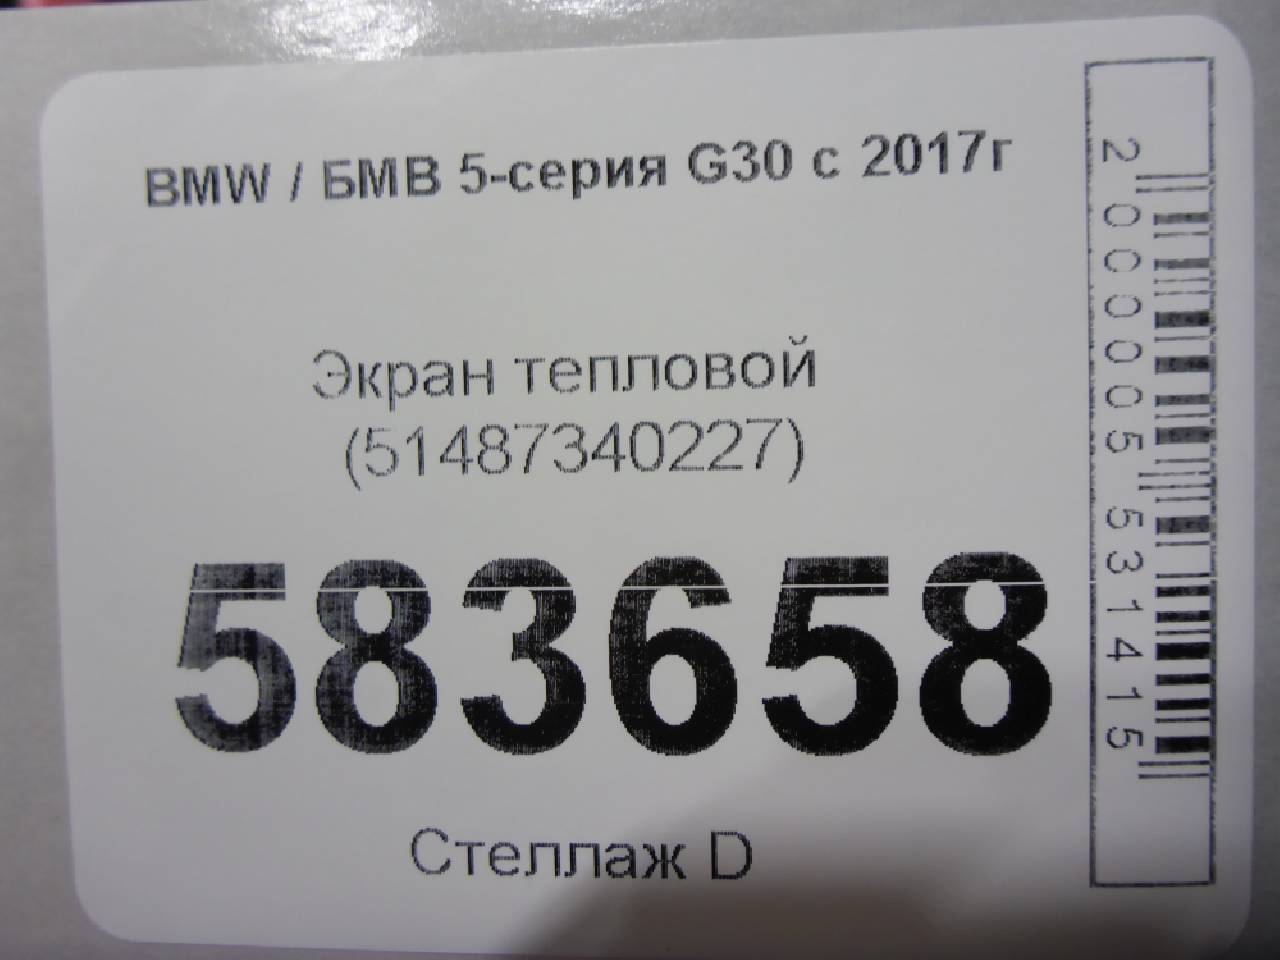 BMW / БМВ 5-серия G30 с 2017г
Экран тепловой
(51487340227)
583658
Стеллаж D
2000005531415